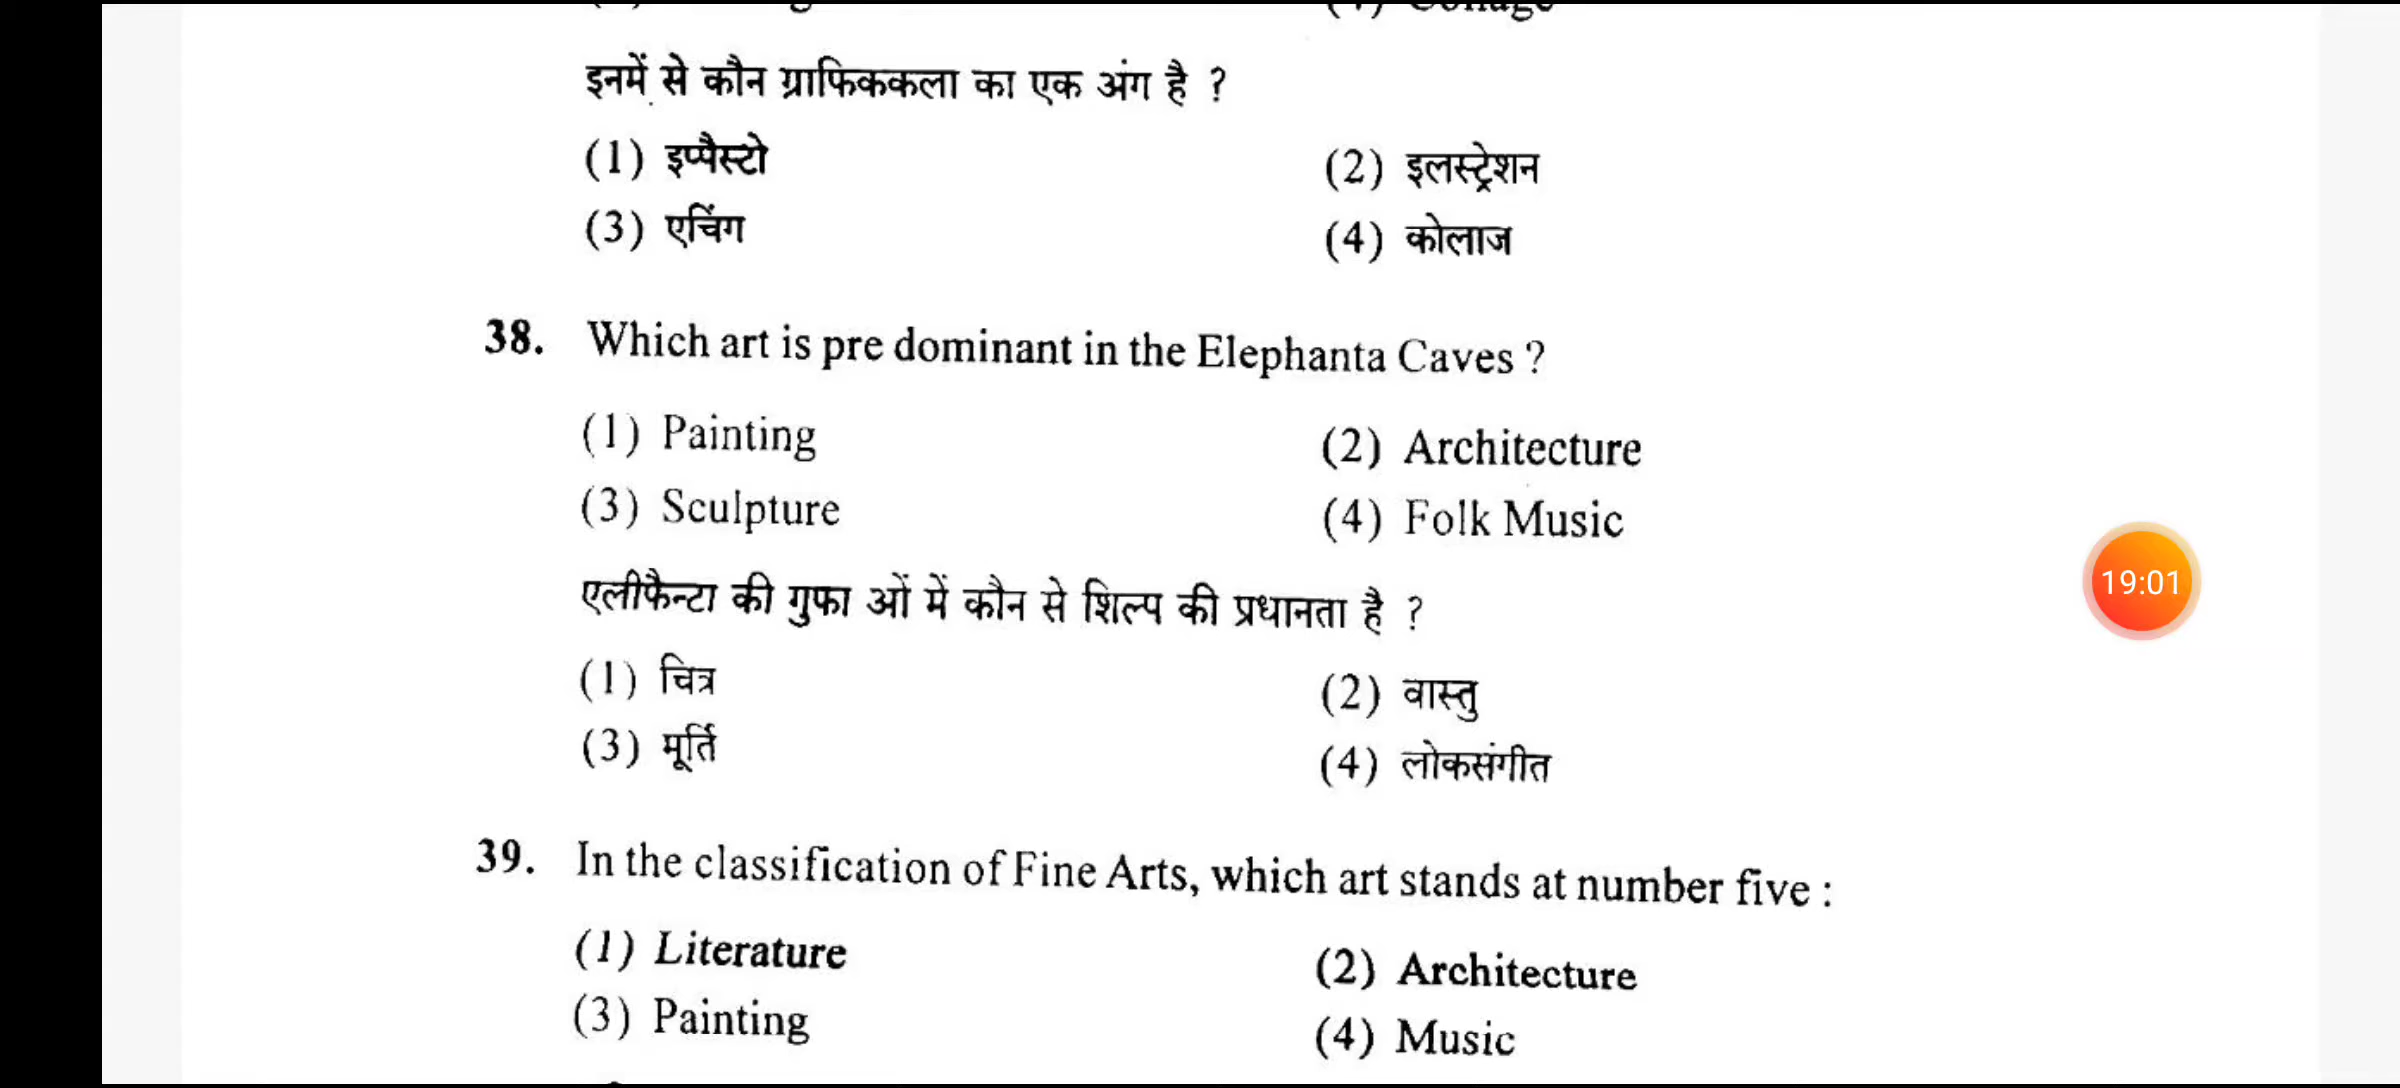 इनमें से कौन ग्राफिककला का एक अंग है ?
(1) इप्पैस्टो (2) इलस्ट्रेशन
(3) एचिंग (4) कोलाज
38. Which art is pre dominant in the Elephanta Caves ?
(1) Painting (2) Architecture
(3) Sculpture (4) Folk Music
एलीफैन्टा की गुफा ओं में कौन से शिल्प की प्रधानता है ?
(1) चित्र (2) वास्तु
(3) मूर्ति (4) लोकसंगीत
19:01
39. In the classification of Fine Arts, which art stands at number five :
(1) Literature (2) Architecture
(3) Painting (4) Music